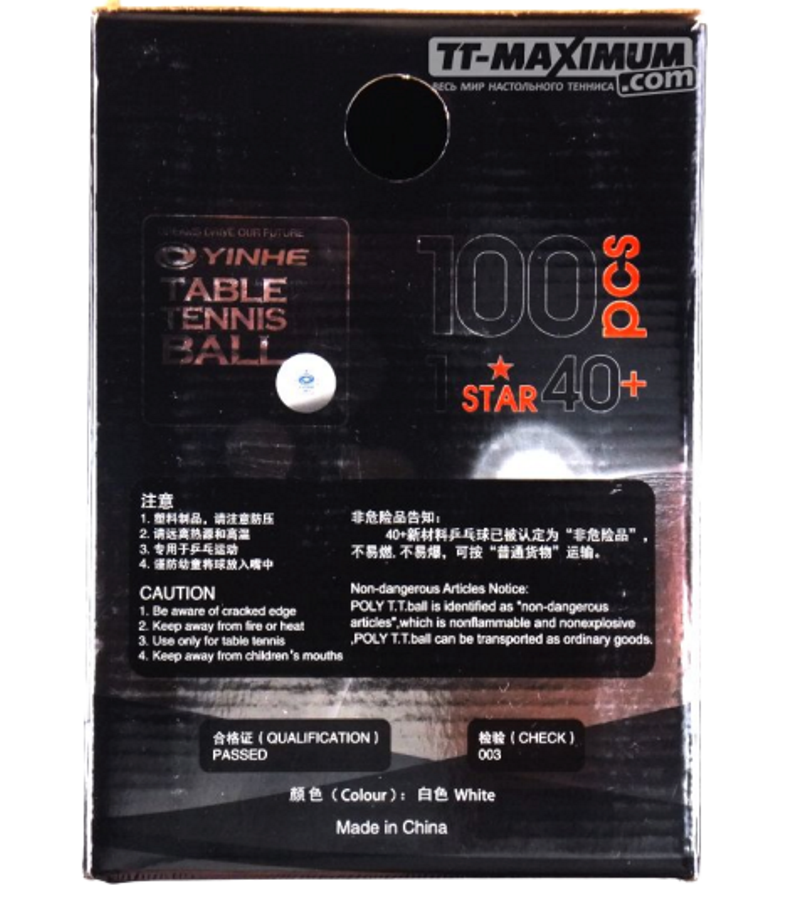 TT-MAXIMUM
.com
ВЕСЬ МИР НАСТОЛЬНОГО ТЕННИСА
DRIVE OUR FUTURE
YINHE
TABLE
TENNIS
BALL
100 pcs
1 STAR 40+
注意
1. 塑料制品，请注意防压
2. 请远离热源和高温
3. 专用于乒乓运动
4. 谨防幼童将球放入嘴中
CAUTION
1. Be aware of cracked edge
2. Keep away from fire or heat
3. Use only for table tennis
4. Keep away from children's mouths
非危险品告知：
40+新材料乒乓球已被认定为“非危险品”，
不易燃, 不易爆，可按“普通货物”运输。
Non-dangerous Articles Notice:
POLY T.T.ball is identified as "non-dangerous
articles",which is nonflammable and nonexplosive
,POLY T.T.ball can be transported as ordinary goods.
合格证（QUALIFICATION）
PASSED
检验（CHECK）
003
颜色（Colour）：白色 White
Made in China